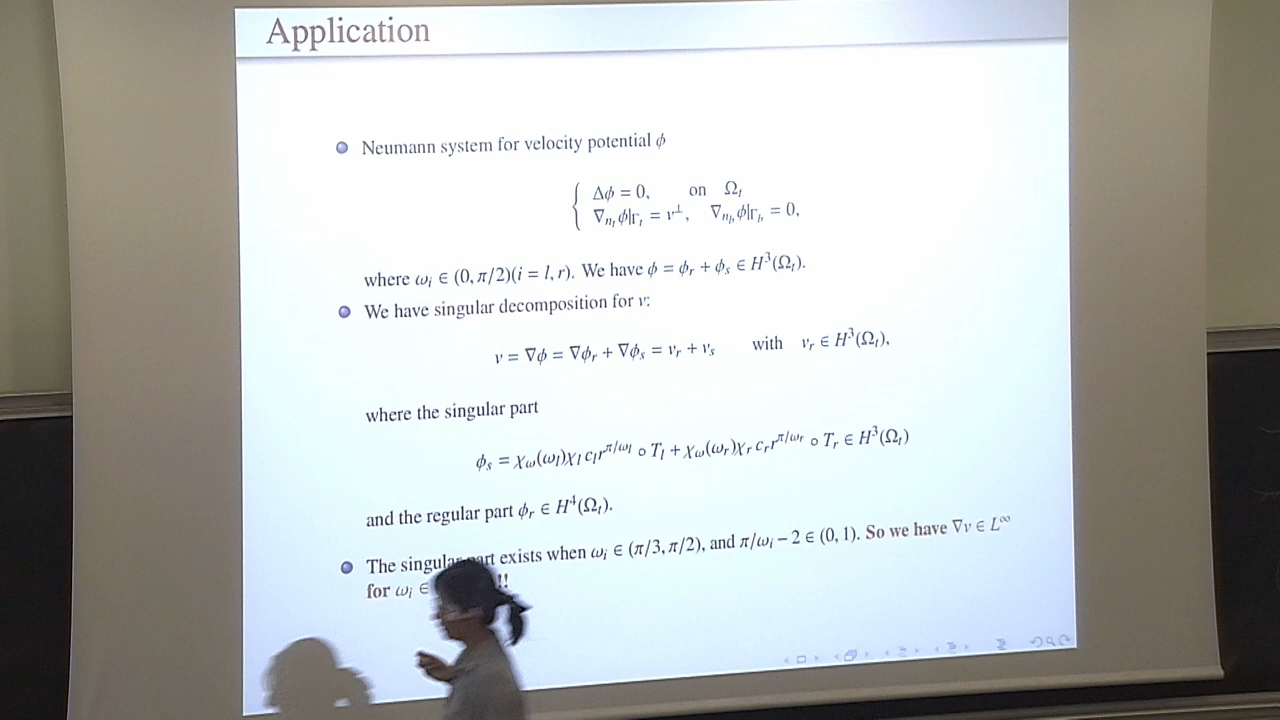 Application
Neumann system for velocity potential ϕ
Δϕ = 0, on Ω_t
∇_{n_t}ϕ|_{Γ_t} = v^⊥, ∇_{n_b}ϕ|_{Γ_b} = 0,
where ω_i ∈ (0, π/2)(i = l, r). We have ϕ = ϕ_r + ϕ_s ∈ H^3(Ω_t).
We have singular decomposition for v:
v = ∇ϕ = ∇ϕ_r + ∇ϕ_s = v_r + v_s with v_r ∈ H^3(Ω_t),
where the singular part
ϕ_s = χ_ω(ω_l)χ_l c_l r^{π/ω_l} ∘ T_l + χ_ω(ω_r)χ_r c_r r^{π/ω_r} ∘ T_r ∈ H^3(Ω_t)
and the regular part ϕ_r ∈ H^4(Ω_t).
The singular part exists when ω_i ∈ (π/3, π/2), and π/ω_i − 2 ∈ (0, 1). So we have ∇v ∈ L^∞
for ω_i ∈ !!